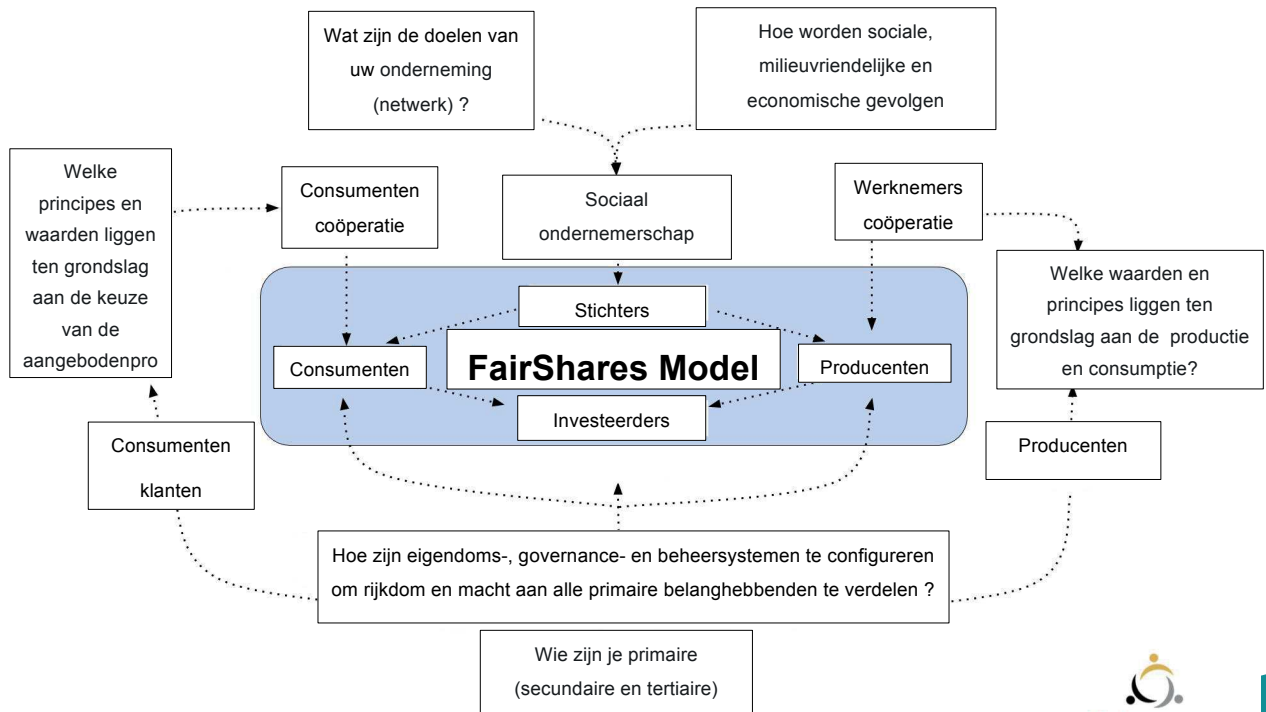 Wat zijn de doelen van
uw onderneming
(netwerk) ?
Hoe worden sociale,
milieuvriendelijke en
economische gevolgen
Welke
principes en
waarden liggen
ten grondslag
aan de keuze
van de
aangebodenpro
Consumenten
coöperatie
Sociaal
ondernemerschap
Werknemers
coöperatie
Welke waarden en
principes liggen ten
grondslag aan de productie
en consumptie?
Stichters
Consumenten
FairShares Model
Producenten
Investeerders
Consumenten
klanten
Producenten
Hoe zijn eigendoms-, governance- en beheersystemen te configureren
om rijkdom en macht aan alle primaire belanghebbenden te verdelen ?
Wie zijn je primaire
(secundaire en tertiaire)